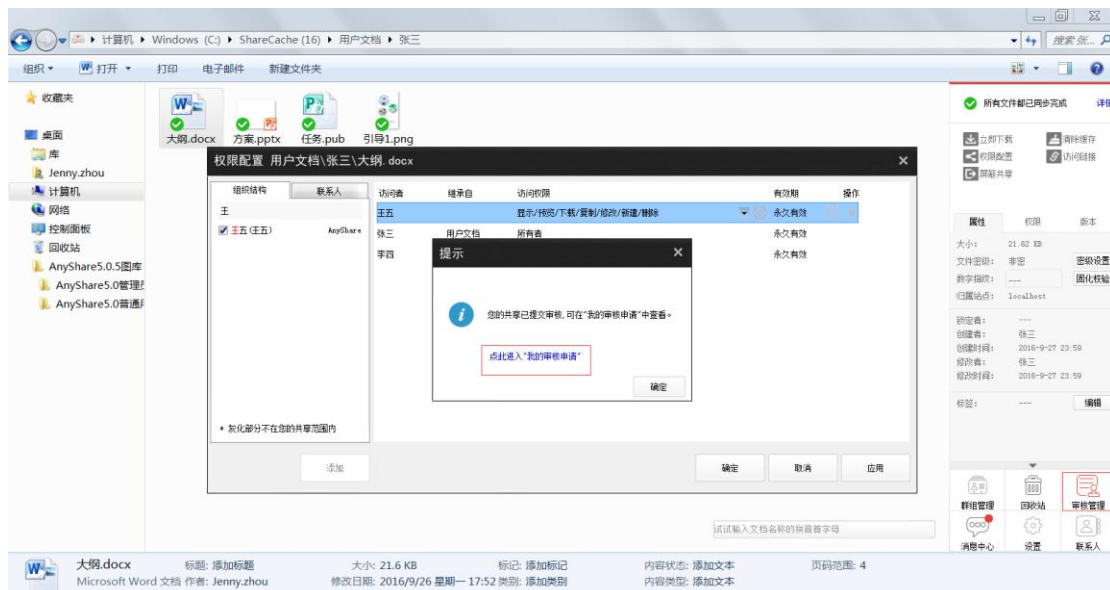 计算机 Windows (C:) ShareCache (16) 用户文档 张三
搜索 张...
组织 打开 打印 电子邮件 新建文件夹
收藏夹
桌面
库
Jenny.zhou
计算机
网络
控制面板
回收站
AnyShare5.0.5图库
AnyShare5.0管理
AnyShare5.0普通
大纲.docx 方案.pptx 任务.pub 引导1.png
权限配置 用户文档\张三\大纲.docx
组织结构 联系人
王
王五(王五) AnyShare
* 灰化部分不在您的共享范围内
添加
访问者 继承自 访问权限 有效期 操作
王五 显示/预览/下载/复制/修改/新建/删除 永久有效
张三 用户文档 所有者 永久有效
李四 永久有效
提示
您的共享已提交审核,可在“我的审核申请”中查看。
点此进入“我的审核申请”
确定
确定 取消 应用
试试输入文档名称的拼音首字母
所有文件都已同步完成 详
立即下载 清除缓存
权限配置 访问链接
屏蔽共享
属性 权限 版本
大小: 21.62 KB
文件密级: 非密 密级设置
数字指纹: --- 固化校验
归属站点: localhost
锁定者: ---
创建者: 张三
创建时间: 2016-9-27 23:59
修改者: 张三
修改时间: 2016-9-27 23:59
标签: --- 编辑
群组管理 回收站 审核管理
消息中心 设置 联系人
大纲.docx 标题: 添加标题 大小: 21.6 KB 标记: 添加标记 内容状态: 添加文本 页码范围: 4
Microsoft Word 文档 作者: Jenny.zhou 修改日期: 2016/9/26 星期一 17:52 类别: 添加类别 内容类型: 添加文本